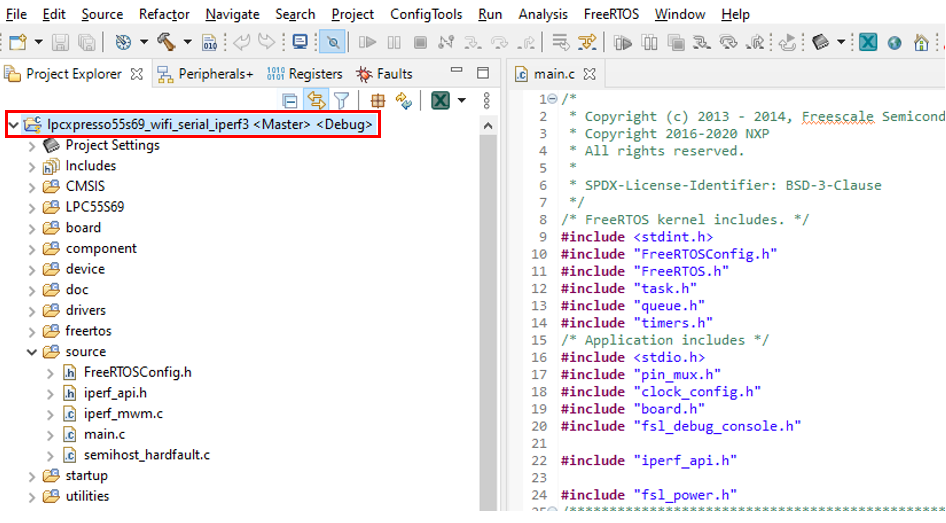 File Edit Source Refactor Navigate Search Project ConfigTools Run Analysis FreeRTOS Window Help
Project Explorer Peripherals+ Registers Faults
lpcxpresso55s69_wifi_serial_iperf3 <Master> <Debug>
Project Settings
Includes
CMSIS
LPC55S69
board
component
device
doc
drivers
freertos
source
FreeRTOSConfig.h
iperf_api.h
iperf_mwm.c
main.c
semihost_hardfault.c
startup
utilities
main.c
1 /*
2  * Copyright (c) 2013 - 2014, Freescale Semicond
3  * Copyright 2016-2020 NXP
4  * All rights reserved.
5  *
6  * SPDX-License-Identifier: BSD-3-Clause
7  */
8 /* FreeRTOS kernel includes. */
9 #include <stdint.h>
10 #include "FreeRTOSConfig.h"
11 #include "FreeRTOS.h"
12 #include "task.h"
13 #include "queue.h"
14 #include "timers.h"
15 /* Application includes */
16 #include <stdio.h>
17 #include "pin_mux.h"
18 #include "clock_config.h"
19 #include "board.h"
20 #include "fsl_debug_console.h"
21
22 #include "iperf_api.h"
23
24 #include "fsl_power.h"